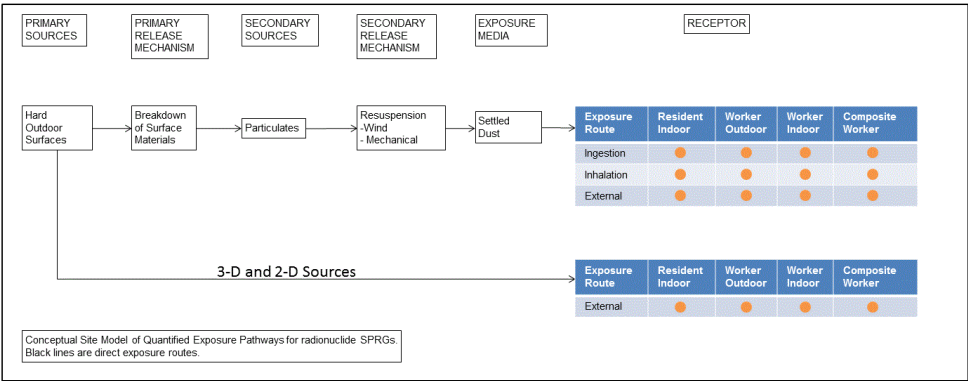 PRIMARY
SOURCES
PRIMARY
RELEASE
MECHANISM
SECONDARY
SOURCES
SECONDARY
RELEASE
MECHANISM
EXPOSURE
MEDIA
RECEPTOR
Hard
Outdoor
Surfaces
Breakdown
of Surface
Materials
Particulates
Resuspension
-Wind
- Mechanical
Settled
Dust
Exposure Route Resident Indoor Worker Outdoor Worker Indoor Composite Worker
Ingestion
Inhalation
External
3-D and 2-D Sources
Exposure Route Resident Indoor Worker Outdoor Worker Indoor Composite Worker
External
Conceptual Site Model of Quantified Exposure Pathways for radionuclide SPRGs.
Black lines are direct exposure routes.